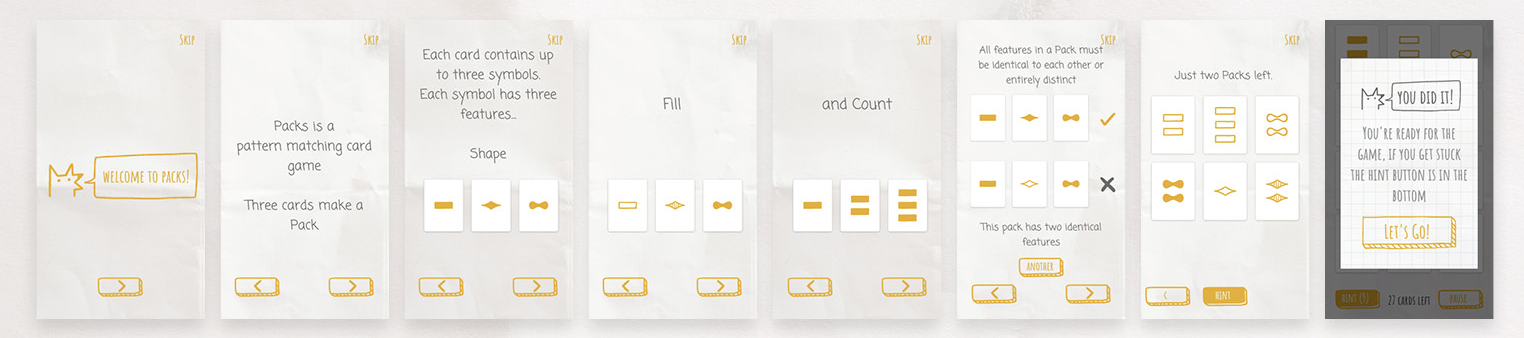 SKIP
WELCOME TO PACKS!
SKIP
Packs is a
pattern matching card
game
Three cards make a
Pack
SKIP
Each card contains up
to three symbols.
Each symbol has three
features...
Shape
SKIP
Fill
SKIP
and Count
SKIP
All features in a Pack must
be identical to each other or
entirely distinct
This pack has two identical
features
ANOTHER
SKIP
Just two Packs left.
HINT
YOU DID IT!
YOU'RE READY FOR THE
GAME, IF YOU GET STUCK
THE HINT BUTTON IS IN THE
BOTTOM
LET'S GO!
HINT (9)
27 CARDS LEFT
PAUSE